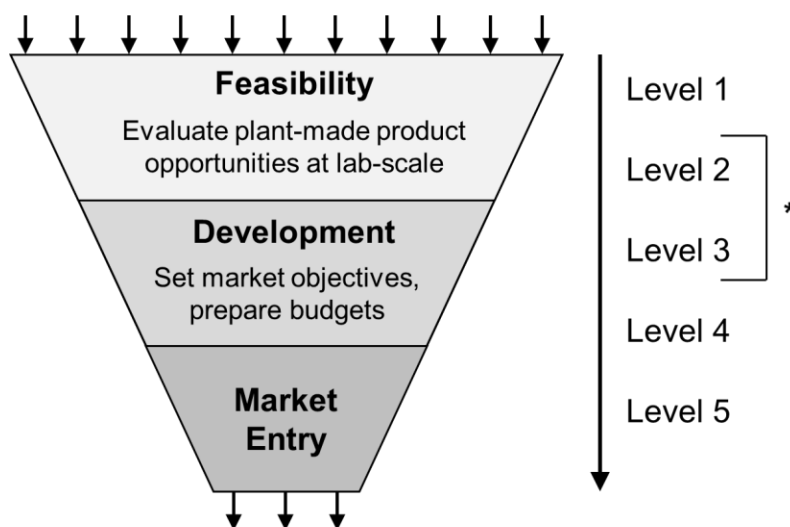 Feasibility
Evaluate plant-made product
opportunities at lab-scale
Development
Set market objectives,
prepare budgets
Market
Entry
Level 1
Level 2
Level 3
Level 4
Level 5
*